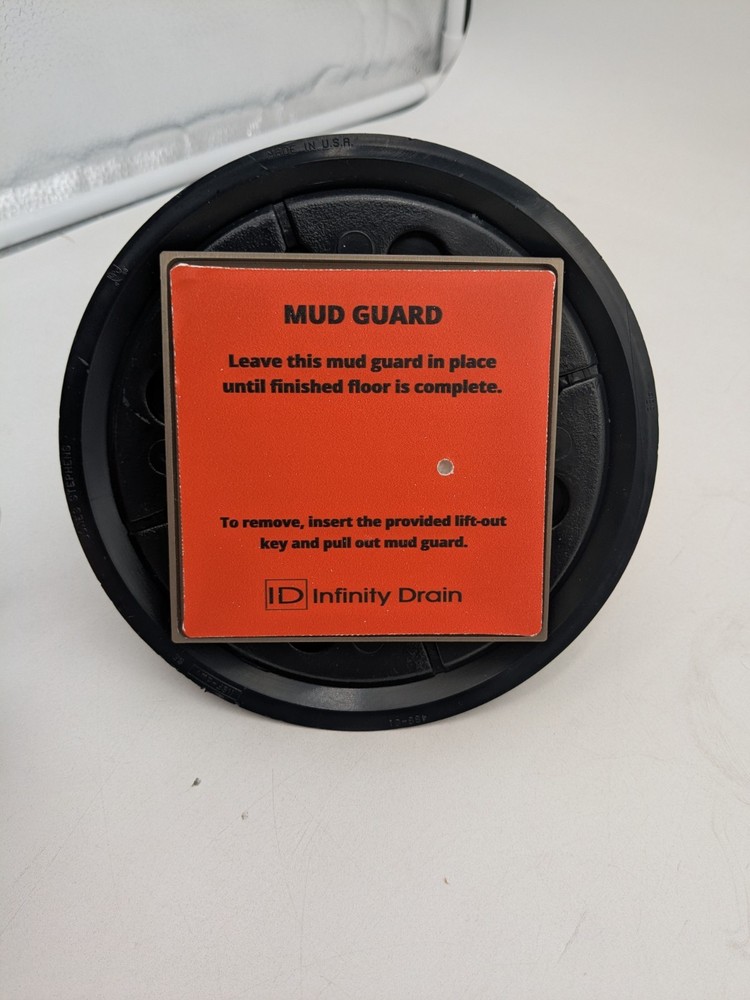 MADE IN U.S.A.
MUD GUARD
Leave this mud guard in place
until finished floor is complete.
To remove, insert the provided lift-out
key and pull out mud guard.
ID Infinity Drain